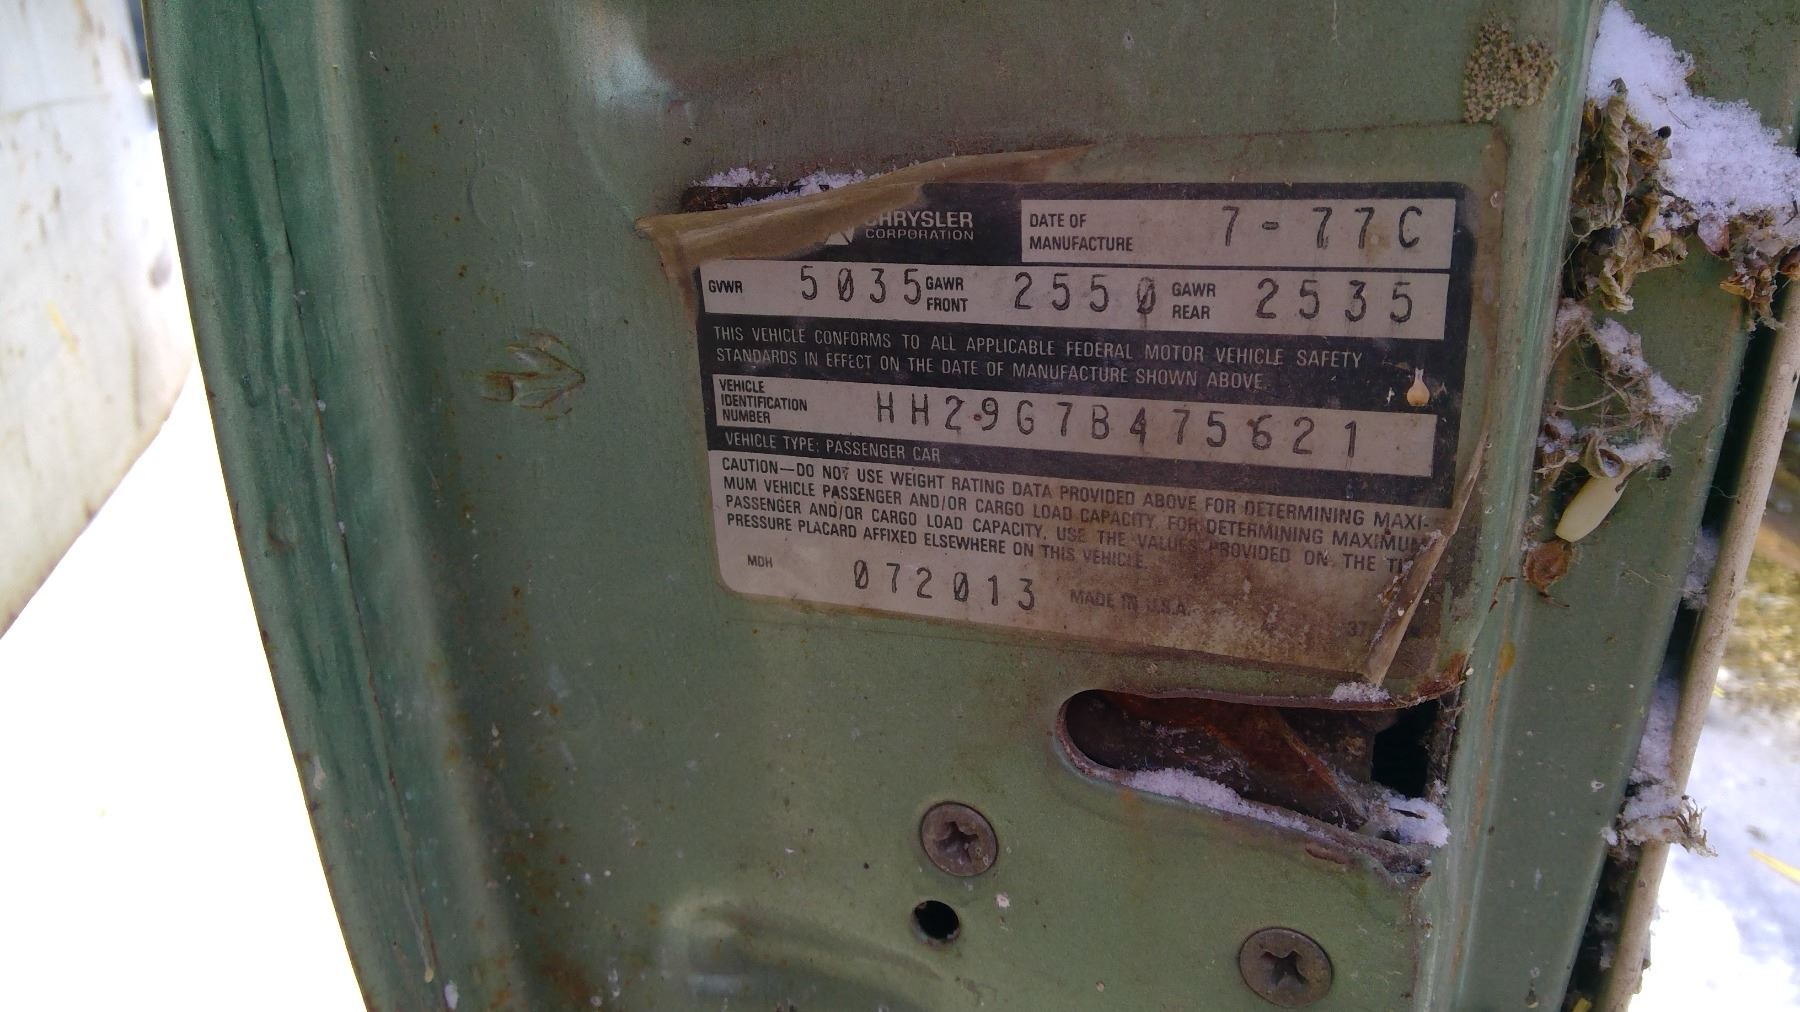 CHRYSLER
CORPORATION
DATE OF
MANUFACTURE 7-77C
GVWR 5035 GAWR FRONT 2550 GAWR REAR 2535
THIS VEHICLE CONFORMS TO ALL APPLICABLE FEDERAL MOTOR VEHICLE SAFETY
STANDARDS IN EFFECT ON THE DATE OF MANUFACTURE SHOWN ABOVE.
VEHICLE
IDENTIFICATION
NUMBER HH29G7B475621
VEHICLE TYPE: PASSENGER CAR
CAUTION—DO NOT USE WEIGHT RATING DATA PROVIDED ABOVE FOR DETERMINING MAXI-
MUM VEHICLE PASSENGER AND/OR CARGO LOAD CAPACITY. FOR DETERMINING MAXIMUM
PASSENGER AND/OR CARGO LOAD CAPACITY, USE THE VALUES PROVIDED ON THE
PRESSURE PLACARD AFFIXED ELSEWHERE ON THIS VEHICLE.
MDH 072013 MADE IN U.S.A.